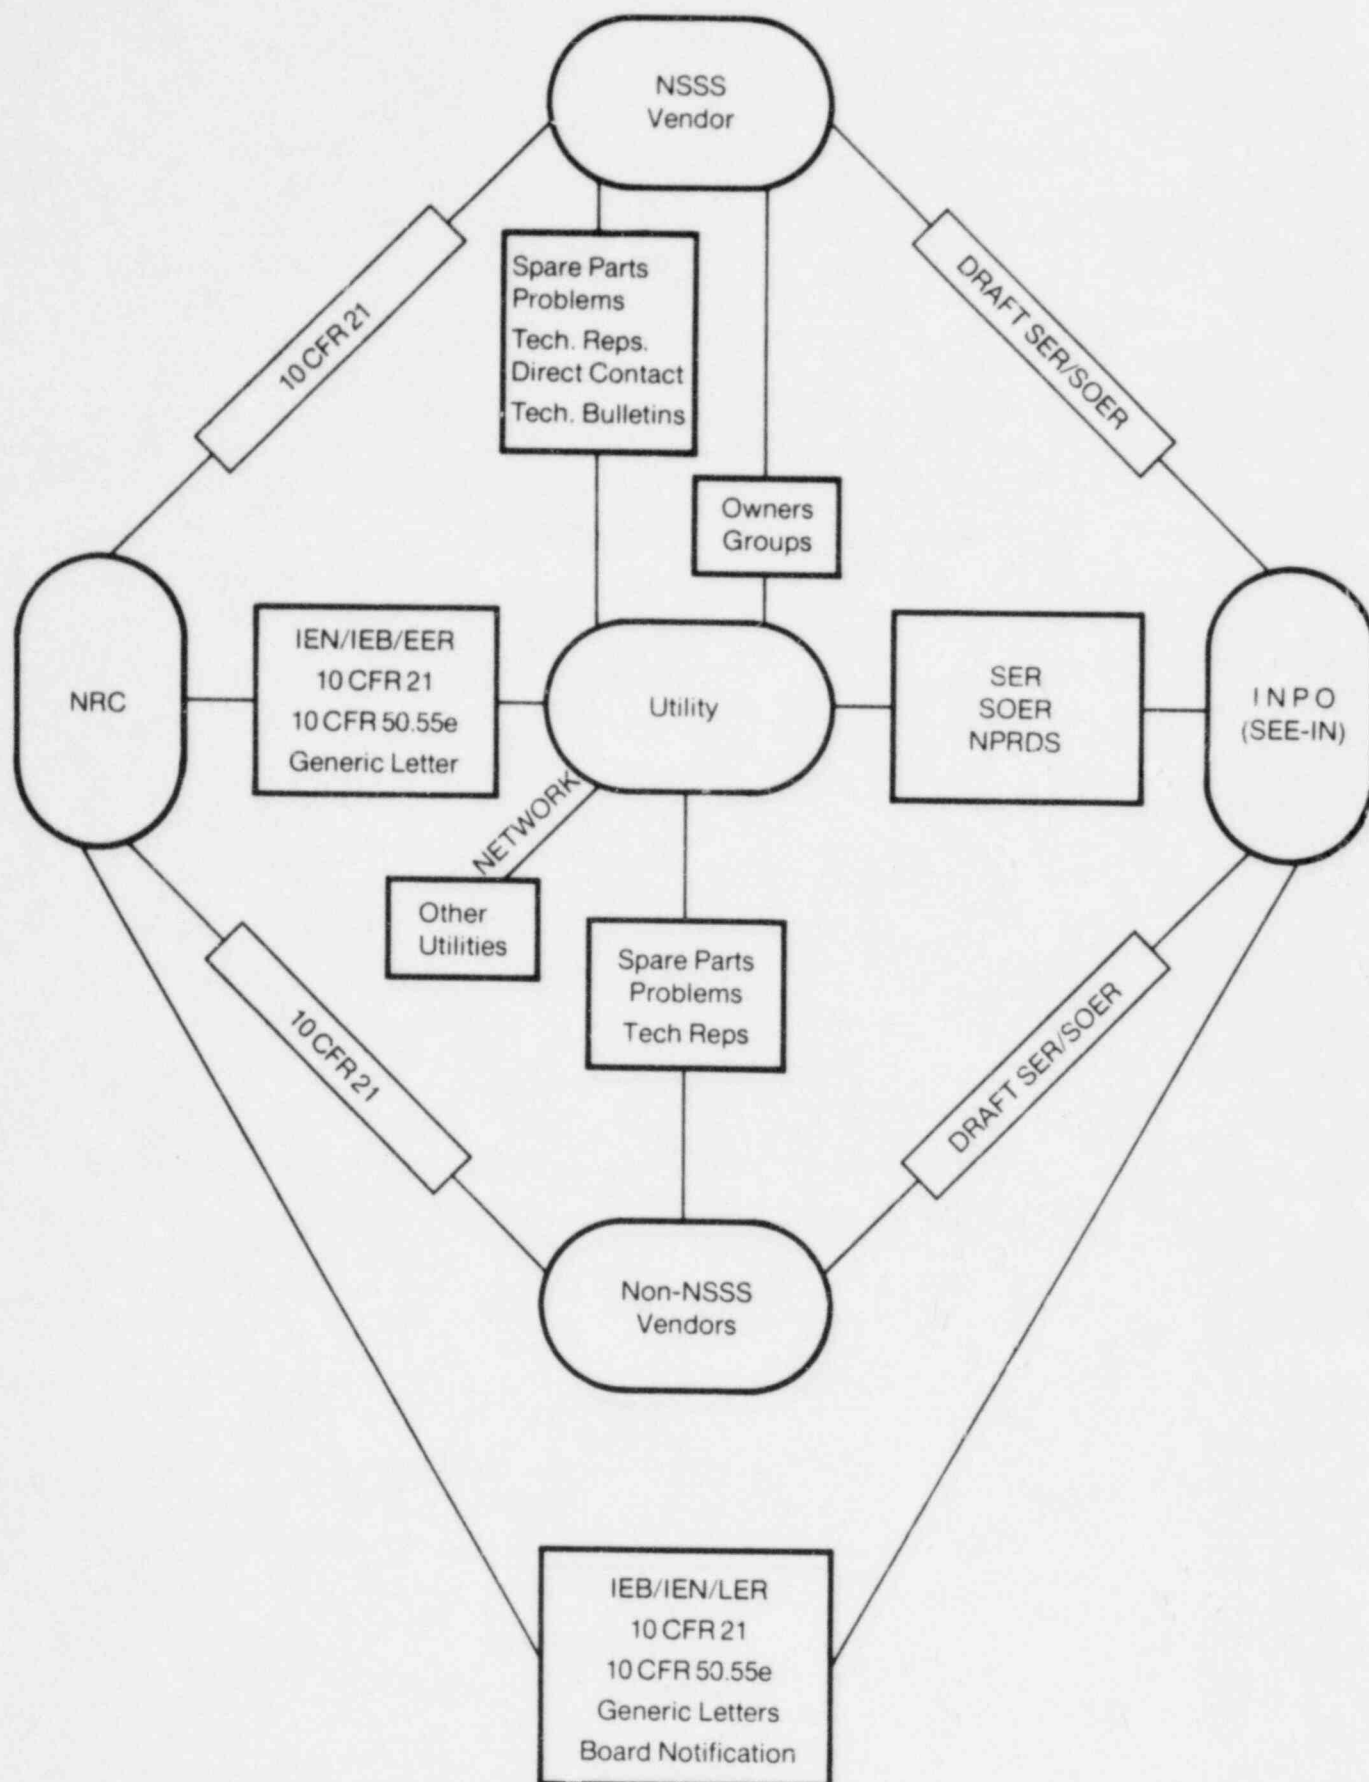 NSSS
Vendor
10 CFR 21
Spare Parts
Problems
Tech. Reps.
Direct Contact
Tech. Bulletins
DRAFT SER/SOER
Owners
Groups
NRC
IEN/IEB/EER
10 CFR 21
10 CFR 50.55e
Generic Letter
Utility
SER
SOER
NPRDS
INPO
(SEE-IN)
NETWORK
Other
Utilities
Spare Parts
Problems
Tech Reps
10 CFR 21
DRAFT SER/SOER
Non-NSSS
Vendors
IEB/IEN/LER
10 CFR 21
10 CFR 50.55e
Generic Letters
Board Notification